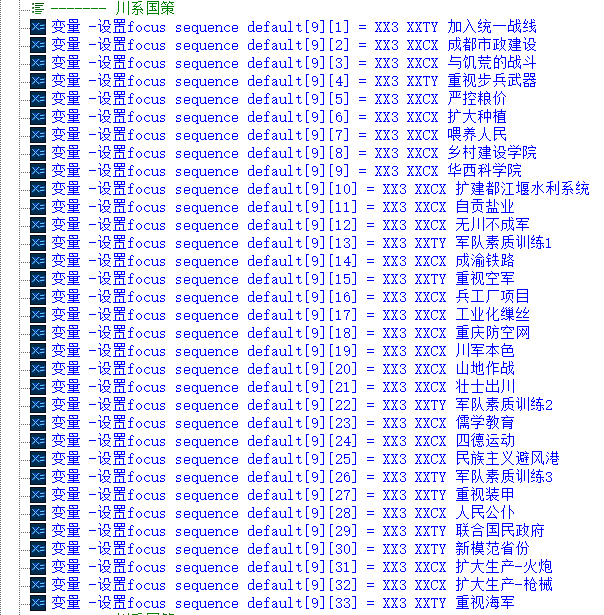 ------- 川系国策
变量 -设置focus sequence default[9][1] = XX3 XXTY 加入统一战线
变量 -设置focus sequence default[9][2] = XX3 XXCX 成都市政建设
变量 -设置focus sequence default[9][3] = XX3 XXCX 与饥荒的战斗
变量 -设置focus sequence default[9][4] = XX3 XXTY 重视步兵武器
变量 -设置focus sequence default[9][5] = XX3 XXCX 严控粮价
变量 -设置focus sequence default[9][6] = XX3 XXCX 扩大种植
变量 -设置focus sequence default[9][7] = XX3 XXCX 喂养人民
变量 -设置focus sequence default[9][8] = XX3 XXCX 乡村建设学院
变量 -设置focus sequence default[9][9] = XX3 XXCX 华西科学院
变量 -设置focus sequence default[9][10] = XX3 XXCX 扩建都江堰水利系统
变量 -设置focus sequence default[9][11] = XX3 XXCX 自贡盐业
变量 -设置focus sequence default[9][12] = XX3 XXCX 无川不成军
变量 -设置focus sequence default[9][13] = XX3 XXTY 军队素质训练1
变量 -设置focus sequence default[9][14] = XX3 XXCX 成渝铁路
变量 -设置focus sequence default[9][15] = XX3 XXTY 重视空军
变量 -设置focus sequence default[9][16] = XX3 XXCX 兵工厂项目
变量 -设置focus sequence default[9][17] = XX3 XXCX 工业化缫丝
变量 -设置focus sequence default[9][18] = XX3 XXCX 重庆防空网
变量 -设置focus sequence default[9][19] = XX3 XXCX 川军本色
变量 -设置focus sequence default[9][20] = XX3 XXCX 山地作战
变量 -设置focus sequence default[9][21] = XX3 XXCX 壮士出川
变量 -设置focus sequence default[9][22] = XX3 XXTY 军队素质训练2
变量 -设置focus sequence default[9][23] = XX3 XXCX 儒学教育
变量 -设置focus sequence default[9][24] = XX3 XXCX 四德运动
变量 -设置focus sequence default[9][25] = XX3 XXCX 民族主义避风港
变量 -设置focus sequence default[9][26] = XX3 XXTY 军队素质训练3
变量 -设置focus sequence default[9][27] = XX3 XXTY 重视装甲
变量 -设置focus sequence default[9][28] = XX3 XXCX 人民公仆
变量 -设置focus sequence default[9][29] = XX3 XXTY 联合国民政府
变量 -设置focus sequence default[9][30] = XX3 XXTY 新模范省份
变量 -设置focus sequence default[9][31] = XX3 XXCX 扩大生产-火炮
变量 -设置focus sequence default[9][32] = XX3 XXCX 扩大生产-枪械
变量 -设置focus sequence default[9][33] = XX3 XXTY 重视海军